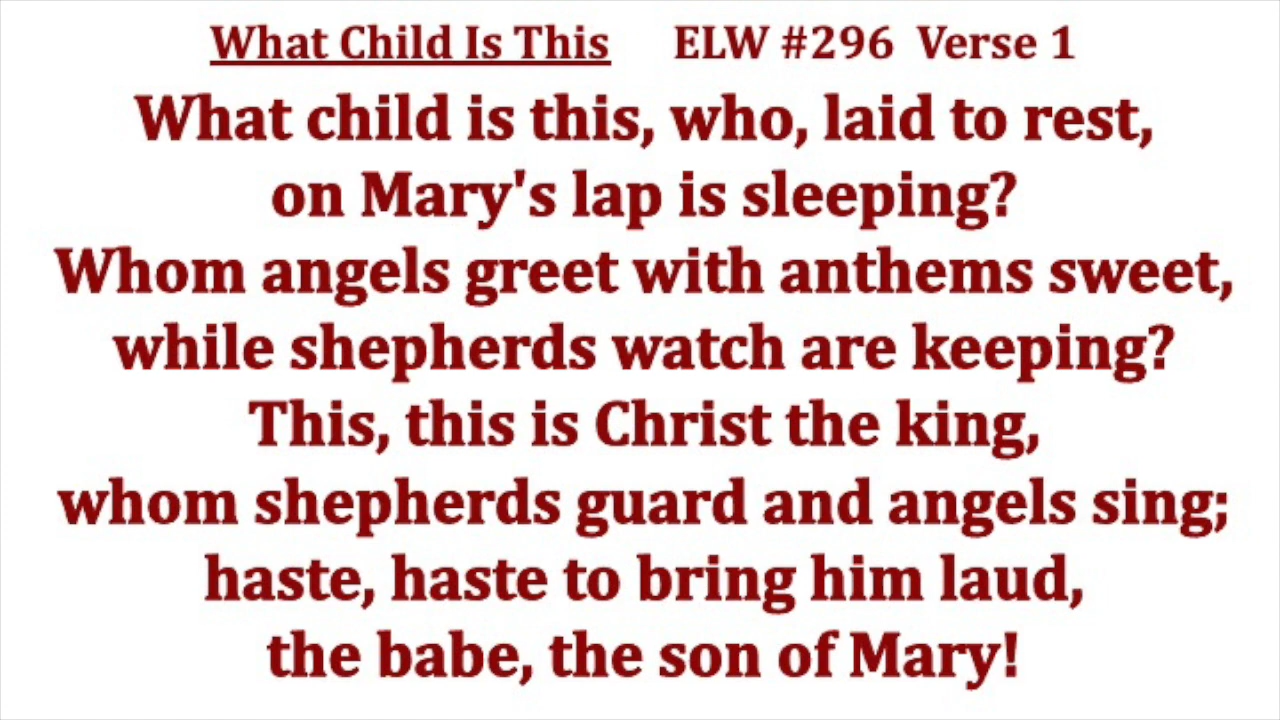 What Child Is This ELW #296 Verse 1
What child is this, who, laid to rest,
on Mary's lap is sleeping?
Whom angels greet with anthems sweet,
while shepherds watch are keeping?
This, this is Christ the king,
whom shepherds guard and angels sing;
haste, haste to bring him laud,
the babe, the son of Mary!